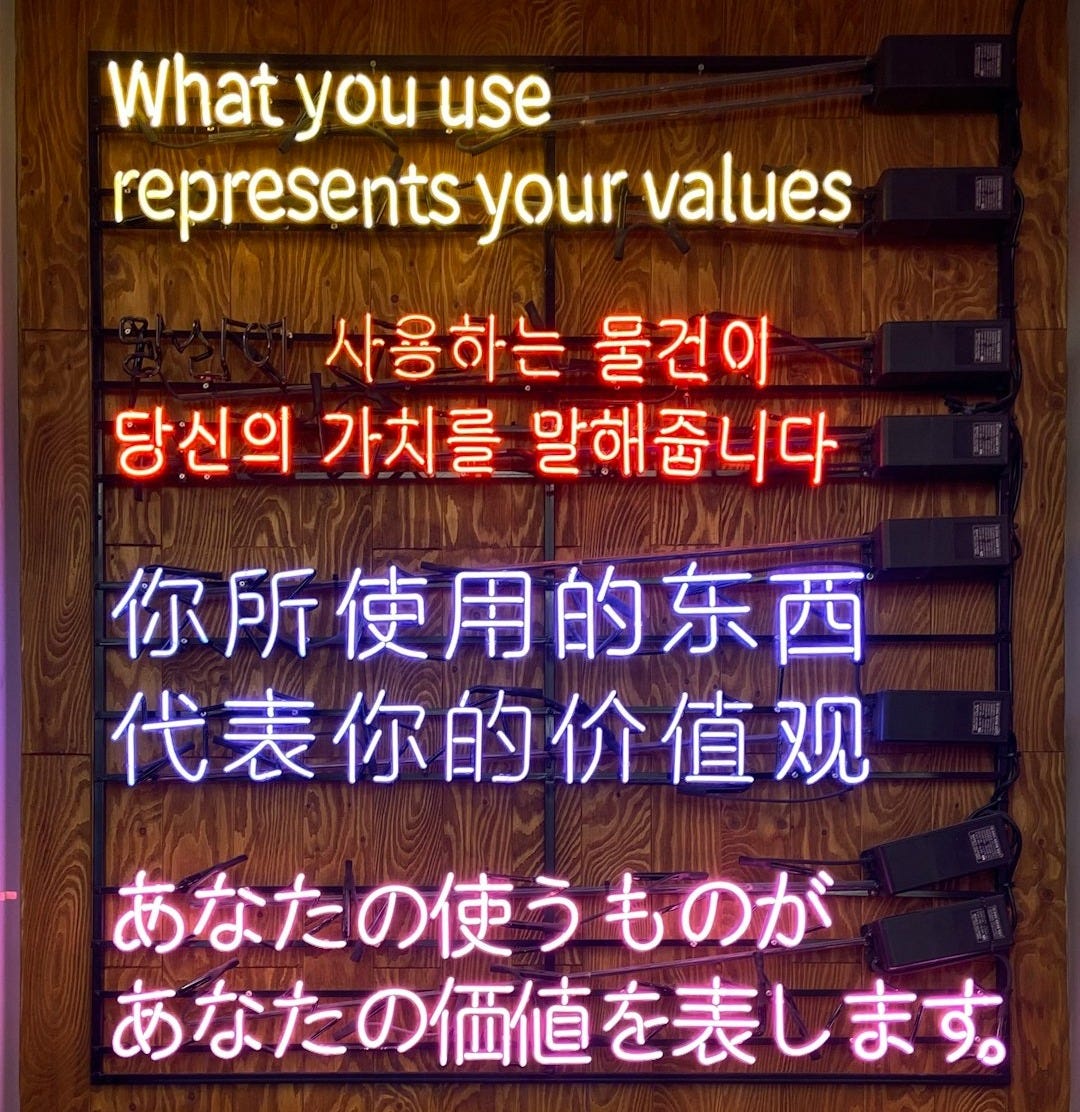 What you use
represents your values
사용하는 물건이
당신의 가치를 말해줍니다
你所使用的东西
代表你的价值观
あなたの使うものが
あなたの価値を表します。